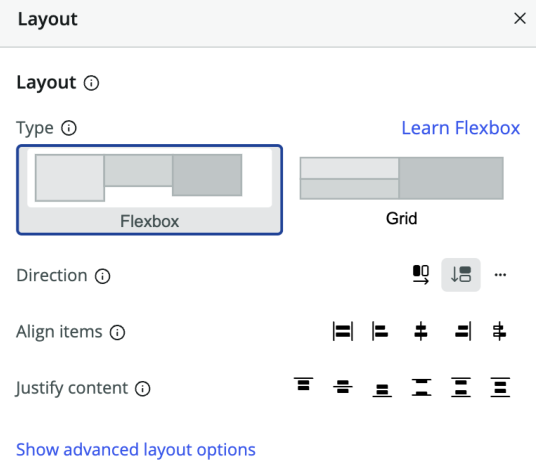 Layout
Layout
Type Learn Flexbox
Flexbox Grid
Direction
Align items
Justify content
Show advanced layout options